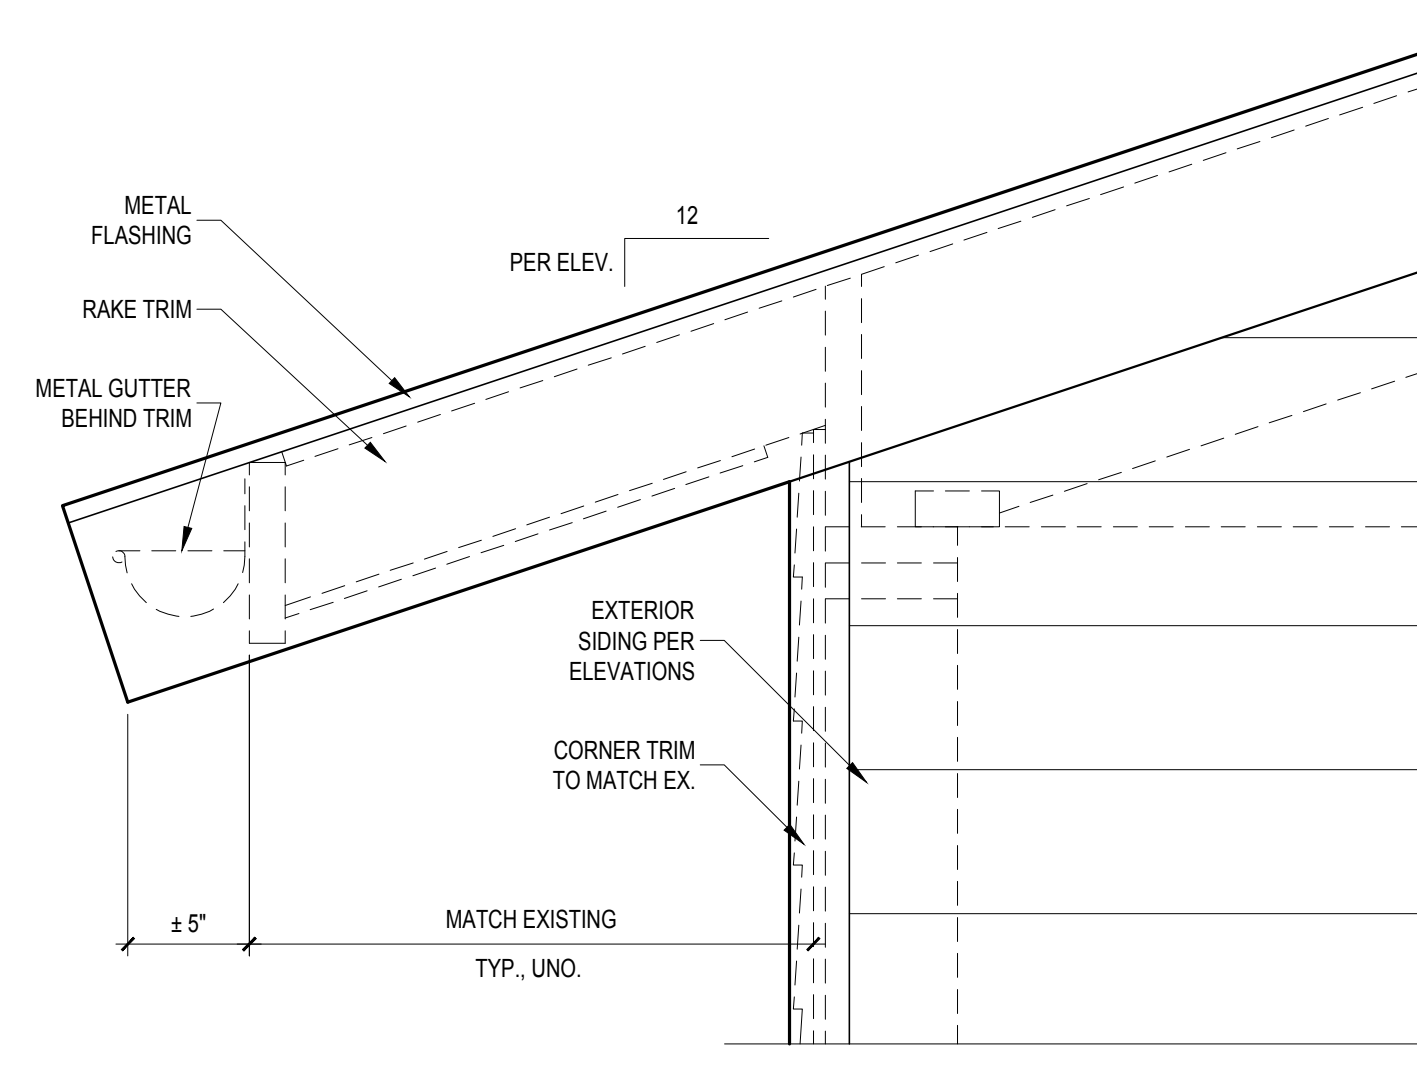 METAL
FLASHING
12
PER ELEV.
RAKE TRIM
METAL GUTTER
BEHIND TRIM
EXTERIOR
SIDING PER
ELEVATIONS
CORNER TRIM
TO MATCH EX.
± 5"
MATCH EXISTING
TYP., UNO.